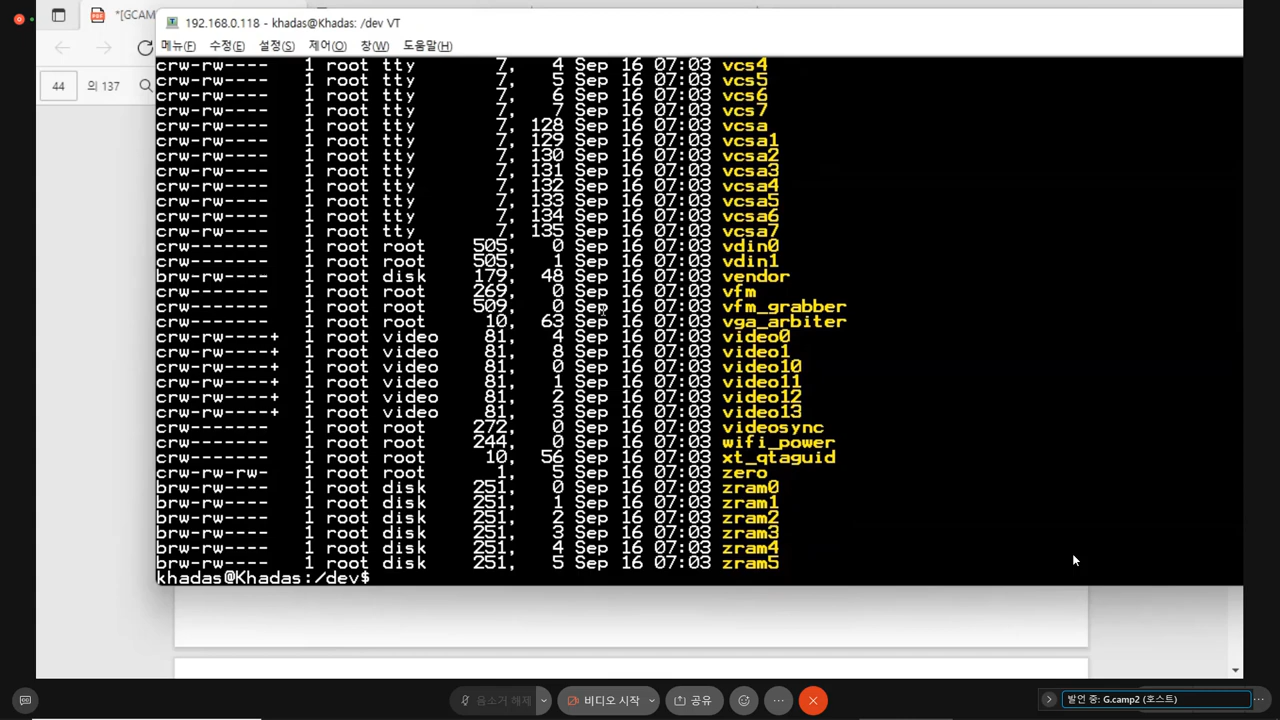 *[GCAM
192.168.0.118 - khadas@Khadas: /dev VT
메뉴(F) 수정(E) 설정(S) 제어(O) 창(W) 도움말(H)
44 의 137
crw-rw---- 1 root tty 7, 4 Sep 16 07:03 vcs4
crw-rw---- 1 root tty 7, 5 Sep 16 07:03 vcs5
crw-rw---- 1 root tty 7, 6 Sep 16 07:03 vcs6
crw-rw---- 1 root tty 7, 7 Sep 16 07:03 vcs7
crw-rw---- 1 root tty 7, 128 Sep 16 07:03 vcsa
crw-rw---- 1 root tty 7, 129 Sep 16 07:03 vcsa1
crw-rw---- 1 root tty 7, 130 Sep 16 07:03 vcsa2
crw-rw---- 1 root tty 7, 131 Sep 16 07:03 vcsa3
crw-rw---- 1 root tty 7, 132 Sep 16 07:03 vcsa4
crw-rw---- 1 root tty 7, 133 Sep 16 07:03 vcsa5
crw-rw---- 1 root tty 7, 134 Sep 16 07:03 vcsa6
crw-rw---- 1 root tty 7, 135 Sep 16 07:03 vcsa7
crw------- 1 root root 505, 0 Sep 16 07:03 vdin0
crw------- 1 root root 505, 1 Sep 16 07:03 vdin1
brw-rw---- 1 root disk 179, 48 Sep 16 07:03 vendor
crw------- 1 root root 269, 0 Sep 16 07:03 vfm
crw------- 1 root root 509, 0 Sep 16 07:03 vfm_grabber
crw------- 1 root root 10, 63 Sep 16 07:03 vga_arbiter
crw-rw----+ 1 root video 81, 4 Sep 16 07:03 video0
crw-rw----+ 1 root video 81, 8 Sep 16 07:03 video1
crw-rw----+ 1 root video 81, 0 Sep 16 07:03 video10
crw-rw----+ 1 root video 81, 1 Sep 16 07:03 video11
crw-rw----+ 1 root video 81, 2 Sep 16 07:03 video12
crw-rw----+ 1 root video 81, 3 Sep 16 07:03 video13
crw------- 1 root root 272, 0 Sep 16 07:03 videosync
crw------- 1 root root 244, 0 Sep 16 07:03 wifi_power
crw------- 1 root root 10, 56 Sep 16 07:03 xt_qtaguid
crw-rw-rw- 1 root root 1, 5 Sep 16 07:03 zero
brw-rw---- 1 root disk 251, 0 Sep 16 07:03 zram0
brw-rw---- 1 root disk 251, 1 Sep 16 07:03 zram1
brw-rw---- 1 root disk 251, 2 Sep 16 07:03 zram2
brw-rw---- 1 root disk 251, 3 Sep 16 07:03 zram3
brw-rw---- 1 root disk 251, 4 Sep 16 07:03 zram4
brw-rw---- 1 root disk 251, 5 Sep 16 07:03 zram5
khadas@Khadas:/dev$
음소거 해제 비디오 시작 공유 발언 중: G.camp2 (호스트)